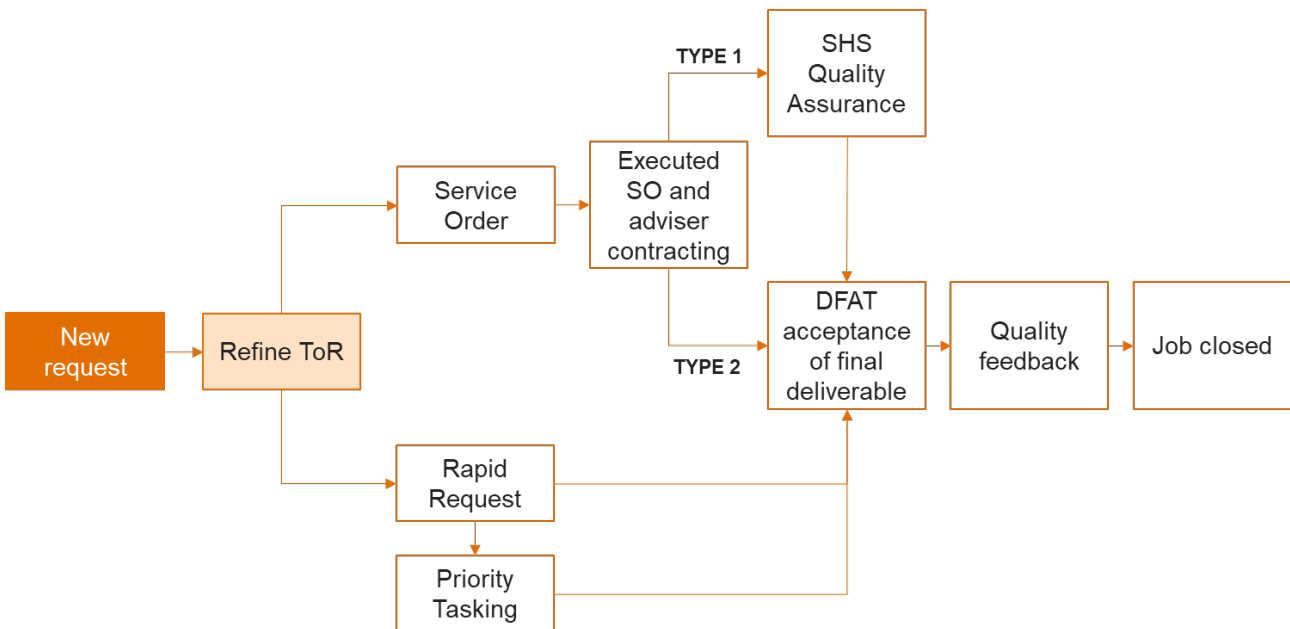 New
request
Refine ToR
Service
Order
Executed
SO and
adviser
contracting
TYPE 1
SHS
Quality
Assurance
TYPE 2
DFAT
acceptance
of final
deliverable
Quality
feedback
Job closed
Rapid
Request
Priority
Tasking